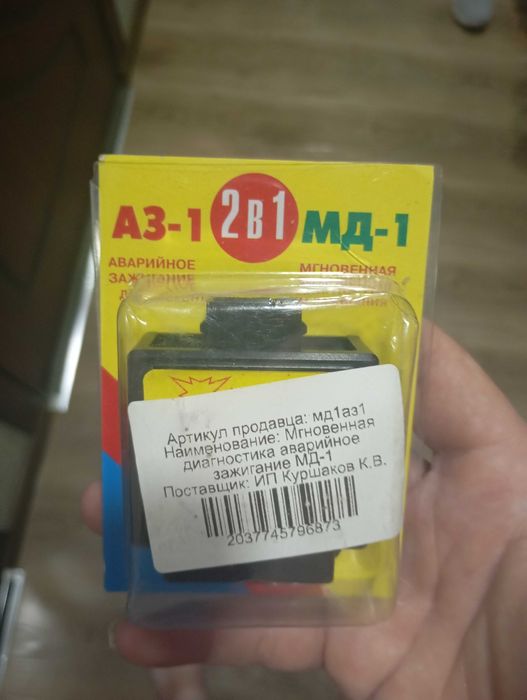 АЗ-1 2В1 МД-1
АВАРИЙНОЕ
ЗАЖИГАНИЕ
МГНОВЕННАЯ
Артикул продавца: мд1аз1
Наименование: Мгновенная
диагностика аварийное
зажигание МД-1
Поставщик: ИП Куршаков К.В.
2037745796873